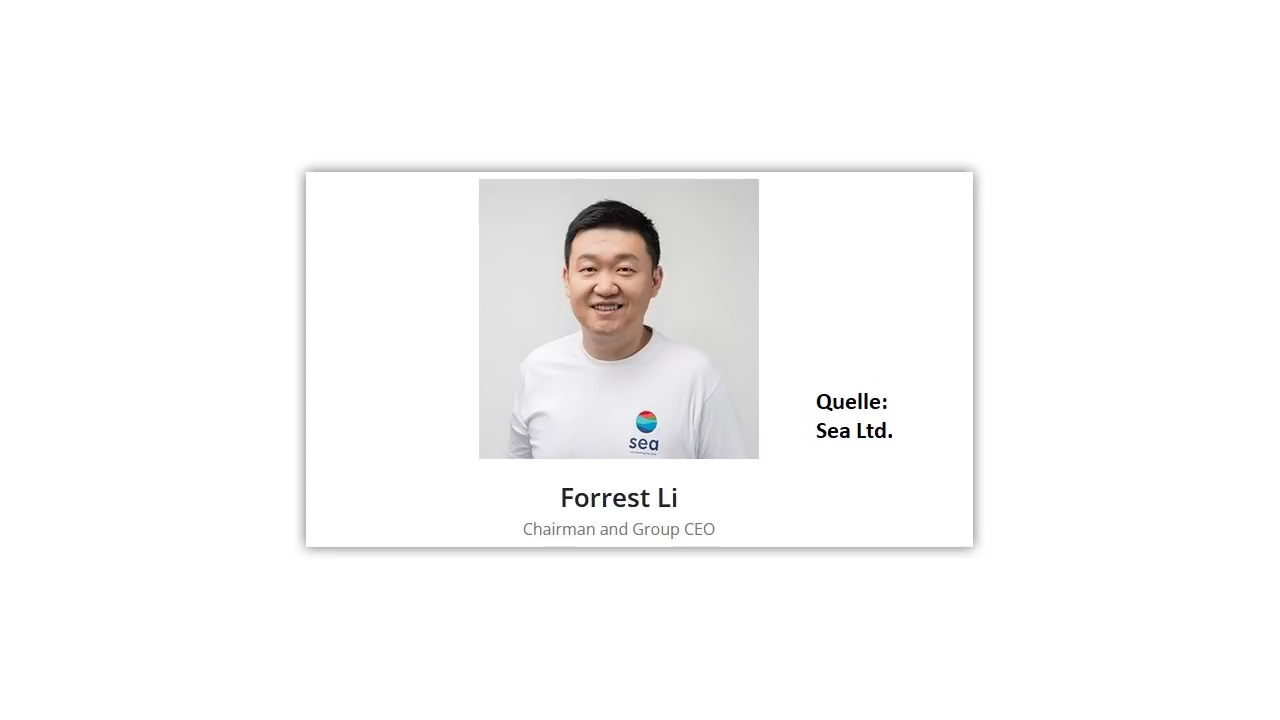 sea
Quelle:
Sea Ltd.
Forrest Li
Chairman and Group CEO